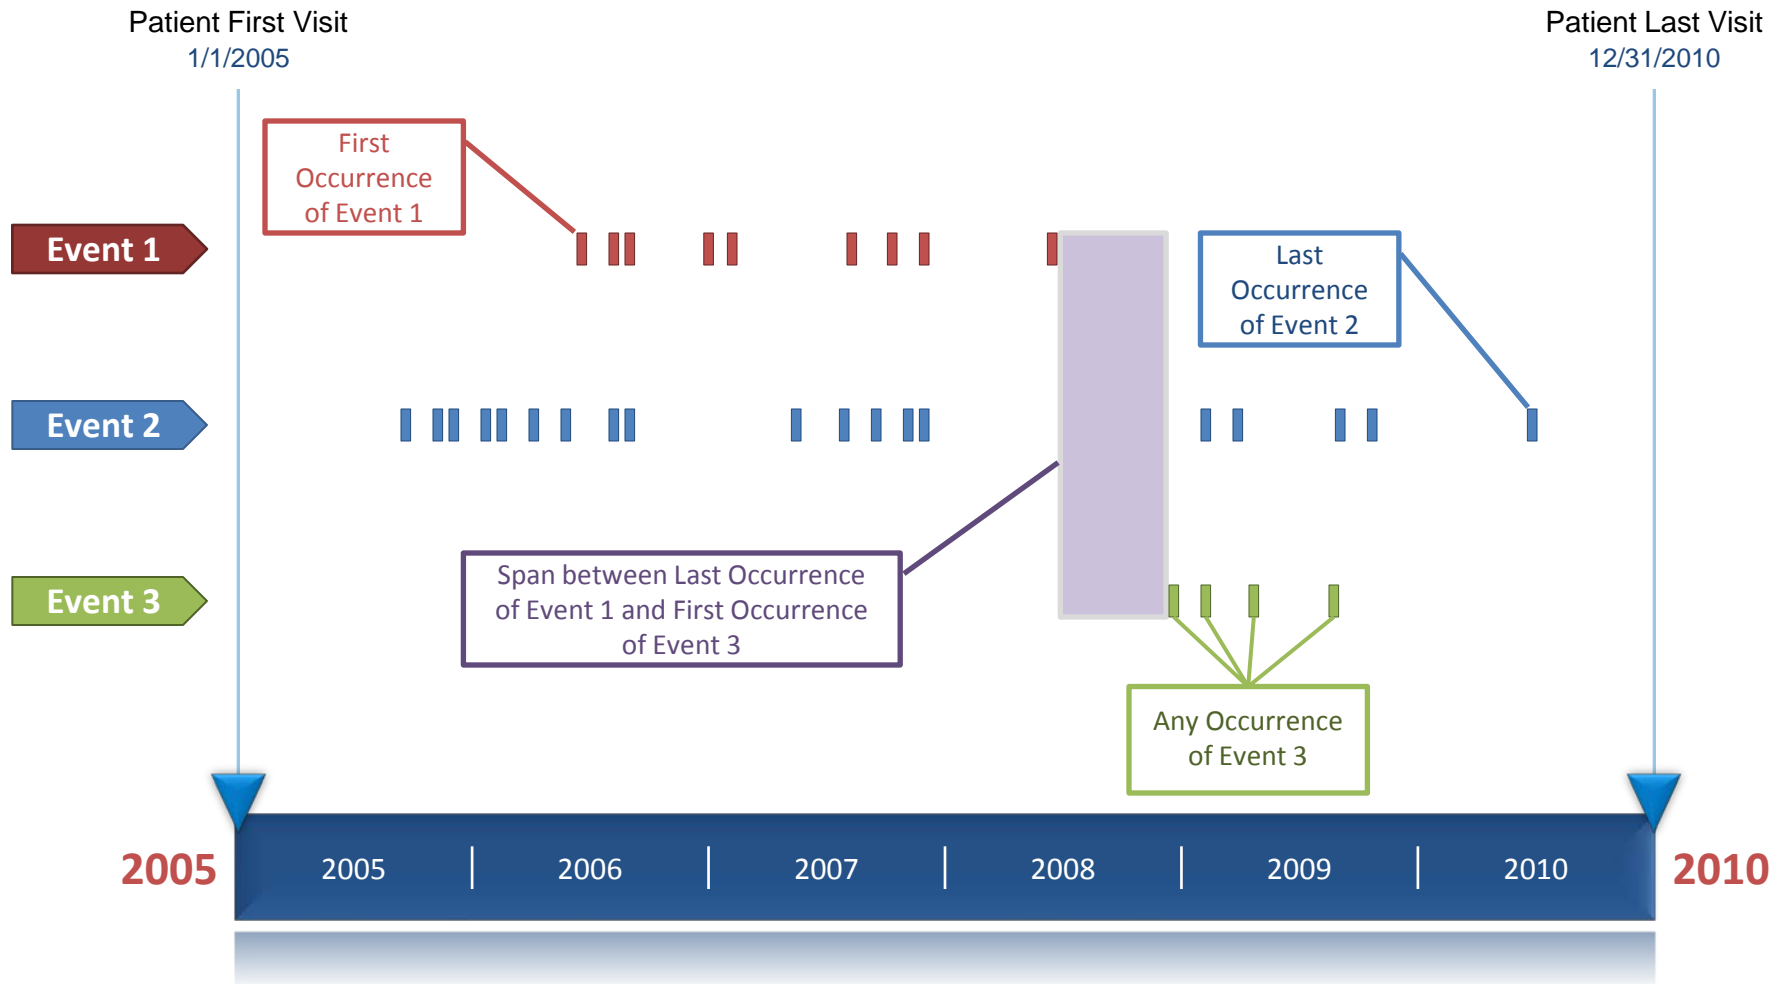 Patient First Visit
1/1/2005
Patient Last Visit
12/31/2010
First
Occurrence
of Event 1
Event 1
Last
Occurrence
of Event 2
Event 2
Span between Last Occurrence
of Event 1 and First Occurrence
of Event 3
Event 3
Any Occurrence
of Event 3
2005
2005
2006
2007
2008
2009
2010
2010